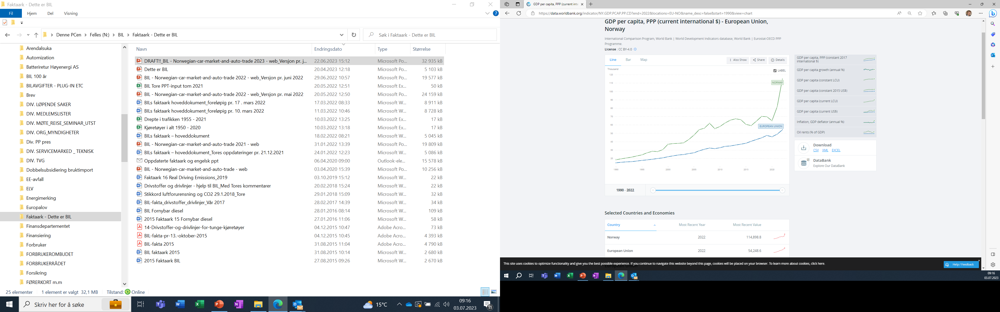 Faktaark - Dette er BIL
Fil Hjem Del Visning
Denne PCen > Felles (N:) > BIL > Faktaark - Dette er BIL
Søk i Faktaark - Dette er BIL
Arendalsuka
Automization
Batteriretur Høyenergi AS
BIL 100 år
BILAVGIFTER - PLUG-IN ETC
Brev
DIV. LØPENDE SAKER
DIV. MEDLEMSLISTER
DIV. MØTE_REISE_SEMINAR_UTST
DIV. ORG_MYNDIGHETER
Div. PP pres
DIV. SERVICEMARKED _ TEKNISK
DIV. TVG
Dobbelsubsidiering bruktimport
EE-avfall
ELV
Energimerking
Europalov
Faktaark - Dette er BIL
Finansdepartementet
Finansiering
Forbruker
FORBRUKEROMBUDET
FORBRUKERRÅDET
Forsikring
FØRERKORT m.m
Navn Endringsdato Type Størrelse
DRAFT!!_BIL - Norwegian-car-market-and-auto-trade 2023 - web_Versjon pr. j... 22.06.2023 15:12 Microsoft Po... 32 935 kB
Dette er BIL 20.04.2023 12:18 Microsoft Po... 5 103 kB
BIL - Norwegian-car-market-and-auto-trade 2022 - web_Versjon pr. juni 2022 29.06.2022 10:57 Microsoft Po... 19 577 kB
BIL Tore PPT-input tom 2021 20.05.2022 12:51 Microsoft Ex... 50 kB
BIL - Norwegian-car-market-and-auto-trade 2022 - web_Versjon pr. mai 2022 20.05.2022 12:50 Microsoft Po... 24 159 kB
BILs faktaark hoveddokument_foreløpig pr. 17 . mars 2022 17.03.2022 08:33 Microsoft W... 8 911 kB
BILs faktaark hoveddokument_foreløpig pr. 10. mars 2022 11.03.2022 10:46 Microsoft W... 8 728 kB
Drepte i trafikken 1955 - 2021 10.03.2022 13:25 Microsoft Ex... 17 kB
Kjøretøyer i alt 1950 - 2020 10.03.2022 13:18 Microsoft Ex... 17 kB
BILs faktaark – hoveddokument 18.02.2022 08:21 Microsoft W... 5 045 kB
BIL - Norwegian-car-market-and-auto-trade 2021 - web 31.01.2022 13:39 Microsoft Po... 19 809 kB
BILs faktaark – hoveddokument_Tores oppdateringer pr. 21.12.2021 24.01.2022 12:23 Microsoft W... 5 086 kB
Oppdaterte faktaark og engelsk ppt 06.04.2020 09:00 Outlook-ele... 15 578 kB
BIL - Norwegian-car-market-and-auto-trade - web 03.04.2020 15:39 Microsoft Po... 10 256 kB
Faktaark 16 Real Driving Emissions_2019 03.10.2019 15:12 Microsoft W... 22 kB
Drivstoffer og drivlinjer - hjelp til BIL_Med Tores kommentarer 20.02.2018 15:24 Microsoft W... 22 kB
Stikkord luftforurensning og CO2 29.1.2018_Tore 29.01.2018 15:09 Microsoft W... 32 kB
BIL-fakta_drivstoffer_drivlinjer_Vår 2017 28.02.2017 14:39 Microsoft W... 34 kB
BIL Fornybar diesel 28.01.2016 08:14 Microsoft W... 109 kB
2015 Faktaark 15 Fornybar diesel 27.01.2016 11:06 Microsoft W... 58 kB
14-Drivstoffer-og-drivlinjer-for-tunge-kjøretøyer 04.12.2015 10:47 Adobe Acro... 73 kB
BIL-fakta-pr-13.-oktober-2015 04.12.2015 10:45 Adobe Acro... 4 393 kB
BIL-fakta 2015 31.08.2015 11:04 Adobe Acro... 4 790 kB
BIL faktaark 2015 31.08.2015 10:14 Microsoft W... 2 680 kB
2015 Faktaark BIL 27.08.2015 09:26 Microsoft W... 2 670 kB
25 elementer 1 element er valgt 32,1 MB Tilstand: Online
Skriv her for å søke
15°C
09:16
03.07.2023
11
GDP per capita, PPP (current inte
https://data.worldbank.org/indicator/NY.GDP.PCAP.PP.CD?end=2022&locations=EU-NO&name_desc=false&start=1990&view=chart
GDP per capita, PPP (current international $) - European Union,
Norway
International Comparison Program, World Bank | World Development Indicators database, World Bank | Eurostat-OECD PPP
Programme.
License : CC BY-4.0
Line Bar Map
Also Show Share Details
Thousand
LABEL
120
110
100
90
80
70
60
50
40
30
20
NORWAY
EUROPEAN UNION
1990 1995 2000 2005 2010 2015 2020
1990 - 2022
GDP per capita, PPP (constant 2017
international $)
GDP per capita growth (annual %)
GDP per capita (constant LCU)
GDP per capita (constant 2015 US$)
GDP per capita (current LCU)
GDP per capita (current US$)
Inflation, GDP deflator (annual %)
Oil rents (% of GDP)
Download
CSV XML EXCEL
DataBank
Explore Our DataBank
Selected Countries and Economies
Country Most Recent Year Most Recent Value
Norway 2022 114,898.8
European Union 2022 54,248.6
European Union
This site uses cookies to optimize functionality and give you the best possible experience. If you continue to navigate this website beyond this page, cookies will be placed on your browser. To learn more about cookies, click here.
Help / Feedback
09:16
03.07.2023